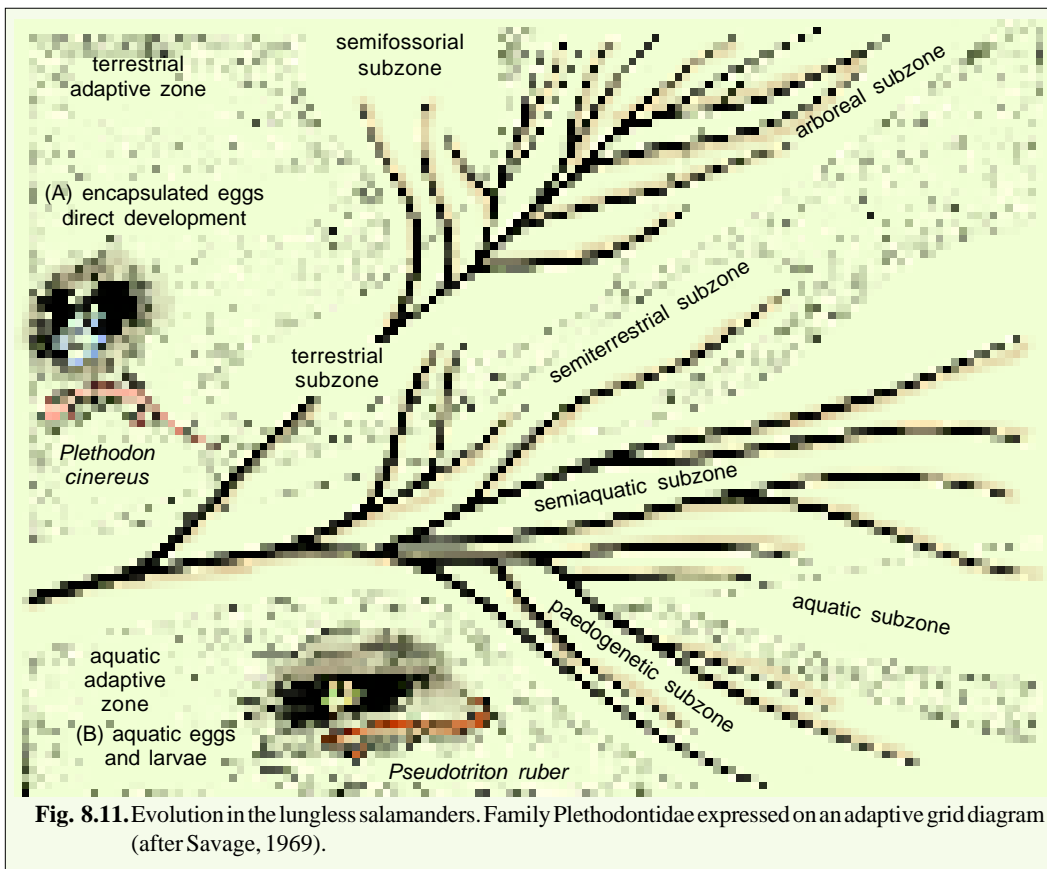 terrestrial
adaptive zone
semifossorial
subzone
arboreal subzone
(A) encapsulated eggs
direct development
semiterrestrial subzone
terrestrial
subzone
Plethodon
cinereus
semiaquatic subzone
aquatic subzone
paedogenetic subzone
aquatic
adaptive
zone
(B) aquatic eggs
and larvae
Pseudotriton ruber
Fig. 8.11. Evolution in the lungless salamanders. Family Plethodontidae expressed on an adaptive grid diagram
(after Savage, 1969).